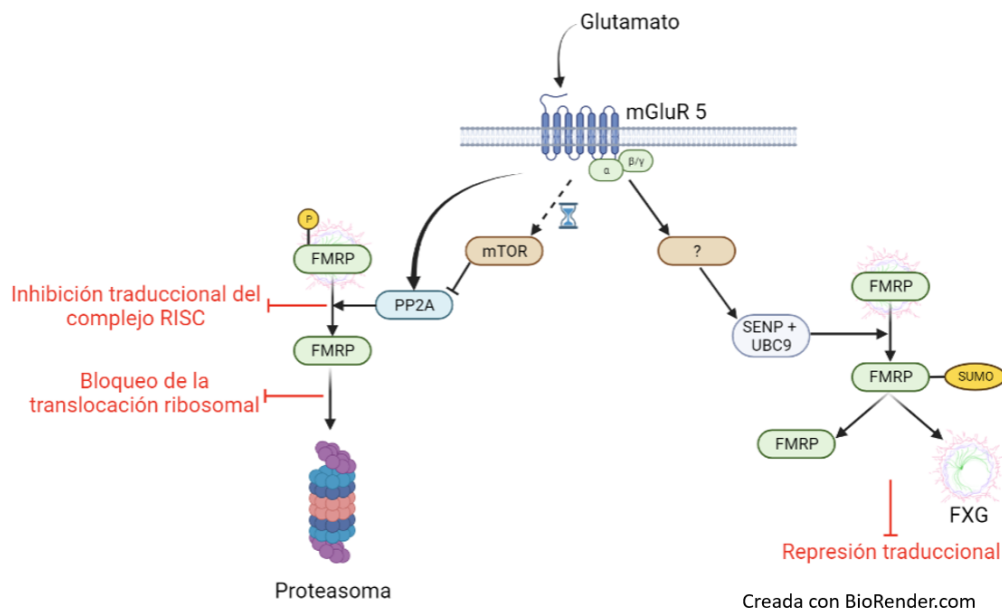 Glutamato
mGluR 5
α
β/γ
P
FMRP
mTOR
?
Inhibición traduccional del
complejo RISC
PP2A
FMRP
SENP +
UBC9
FMRP
FMRP
SUMO
Bloqueo de la
translocación ribosomal
FMRP
FXG
Represión traduccional
Proteasoma
Creada con BioRender.com